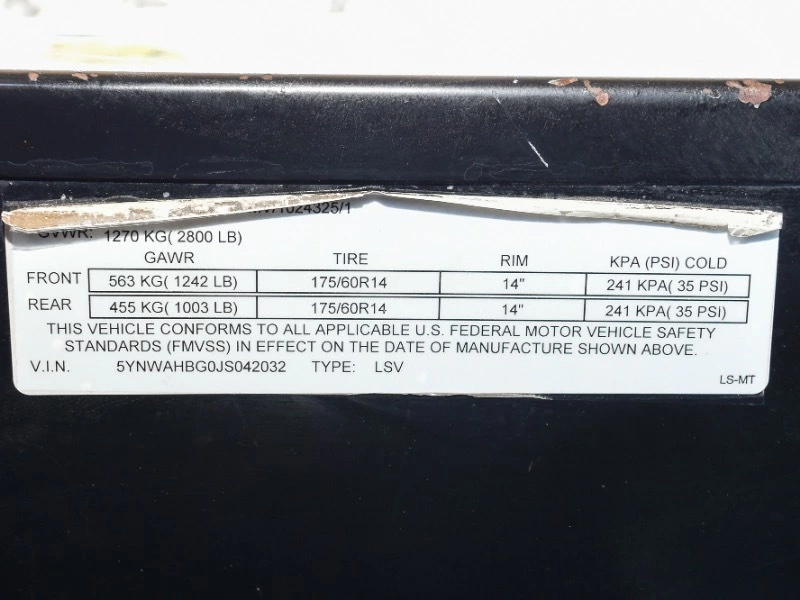 GVWR: 1270 KG( 2800 LB)
GAWR TIRE RIM KPA (PSI) COLD
FRONT 563 KG( 1242 LB) 175/60R14 14" 241 KPA( 35 PSI)
REAR 455 KG( 1003 LB) 175/60R14 14" 241 KPA( 35 PSI)
THIS VEHICLE CONFORMS TO ALL APPLICABLE U.S. FEDERAL MOTOR VEHICLE SAFETY
STANDARDS (FMVSS) IN EFFECT ON THE DATE OF MANUFACTURE SHOWN ABOVE.
V.I.N. 5YNWAHBG0JS042032 TYPE: LSV
LS-MT